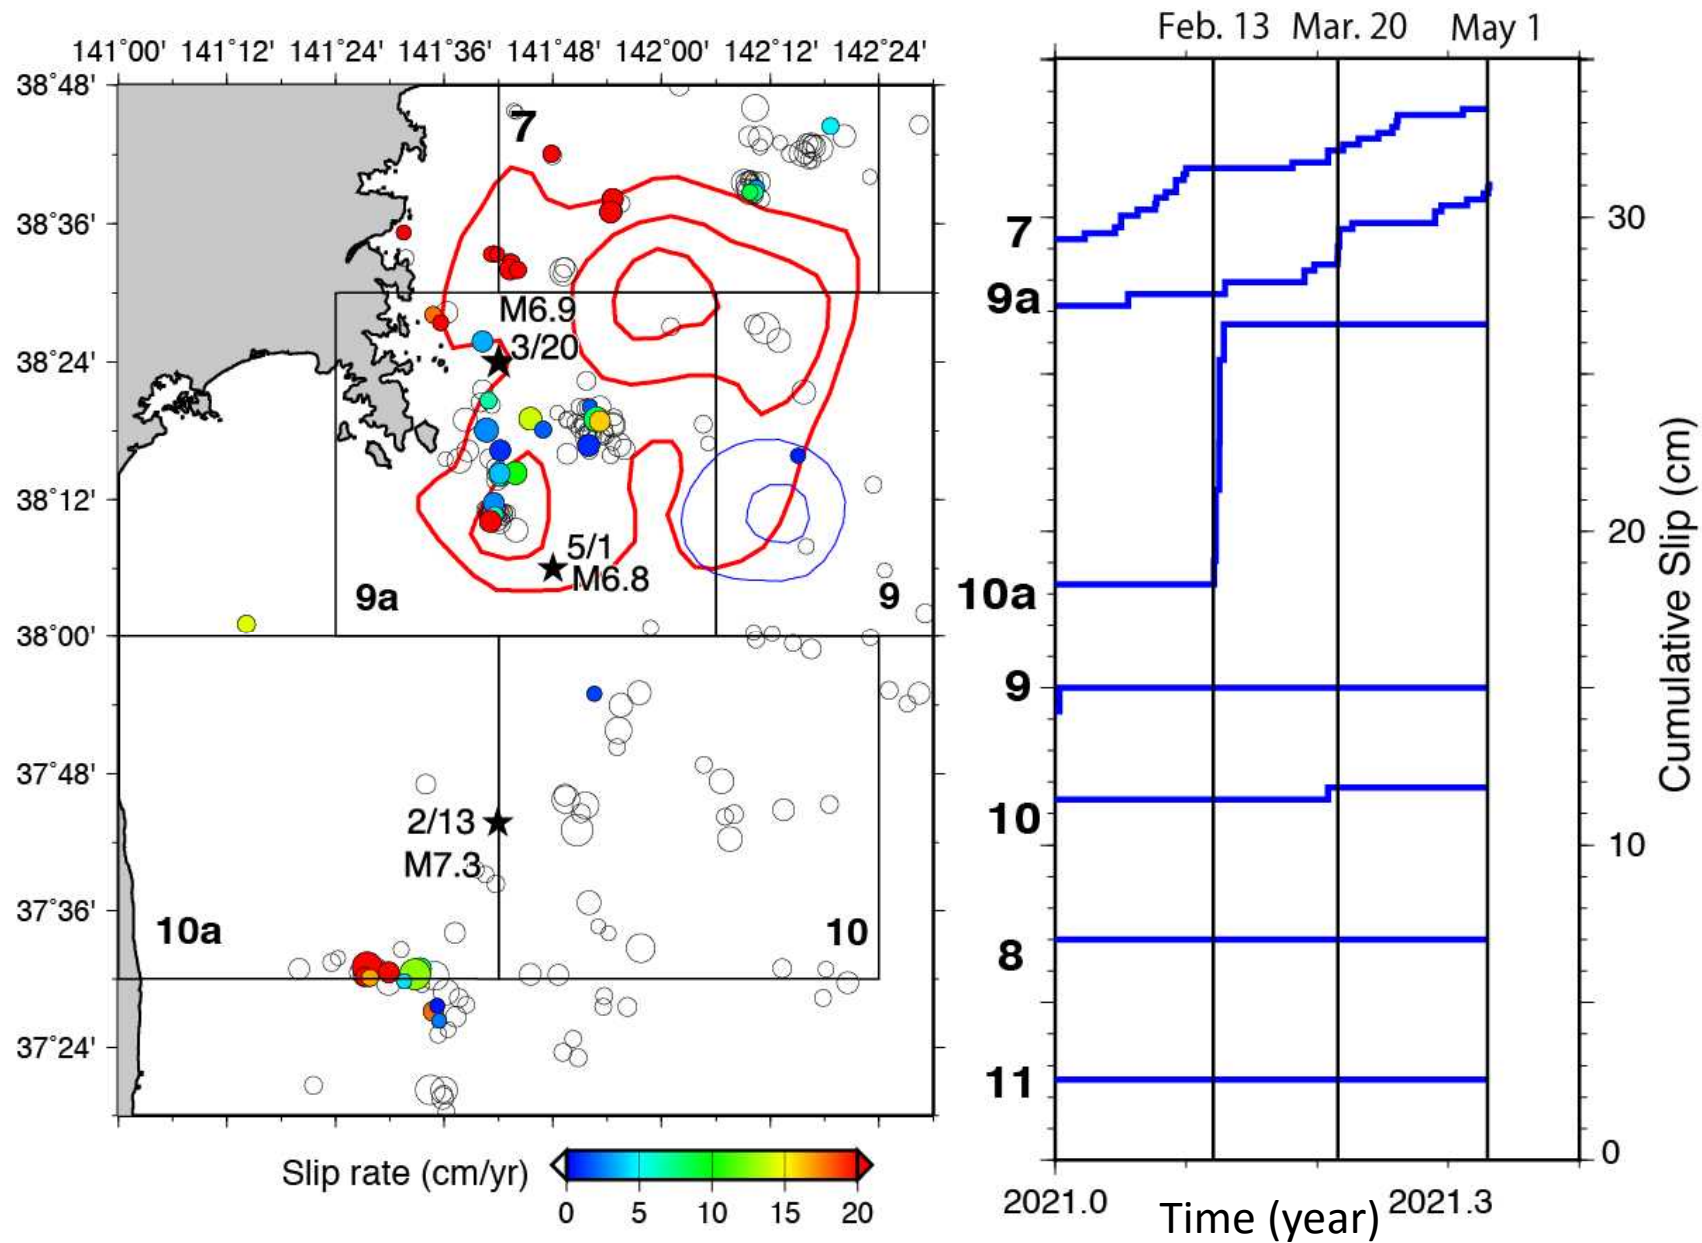 Feb. 13 Mar. 20 May 1
141˚00' 141˚12' 141˚24' 141˚36' 141˚48' 142˚00' 142˚12' 142˚24'
38˚48'
38˚36'
38˚24'
38˚12'
38˚00'
37˚48'
37˚36'
37˚24'
7
M6.9
3/20
5/1
M6.8
9a
9
2/13
M7.3
10a
10
Slip rate (cm/yr)
0 5 10 15 20
7
9a
10a
9
10
8
11
30
20
10
0
Cumulative Slip (cm)
2021.0 2021.3
Time (year)